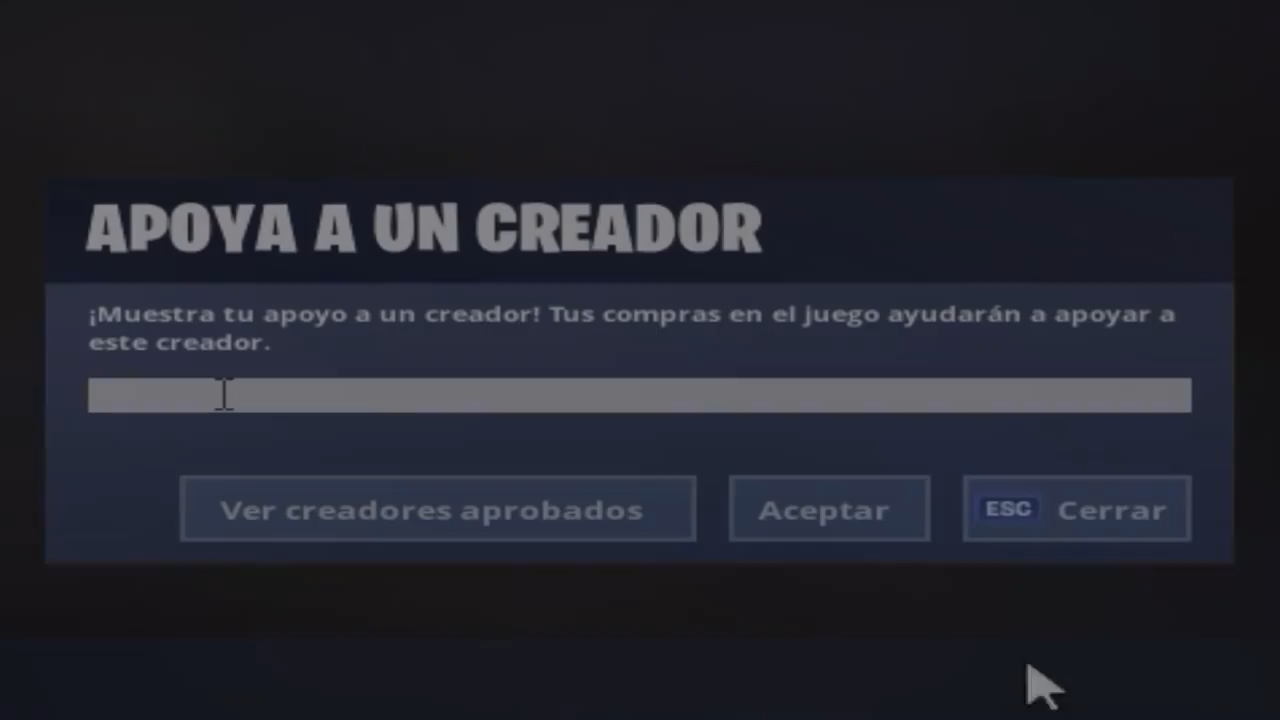 APOYA A UN CREADOR
¡Muestra tu apoyo a un creador! Tus compras en el juego ayudarán a apoyar a
este creador.
Ver creadores aprobados
Aceptar
ESC Cerrar